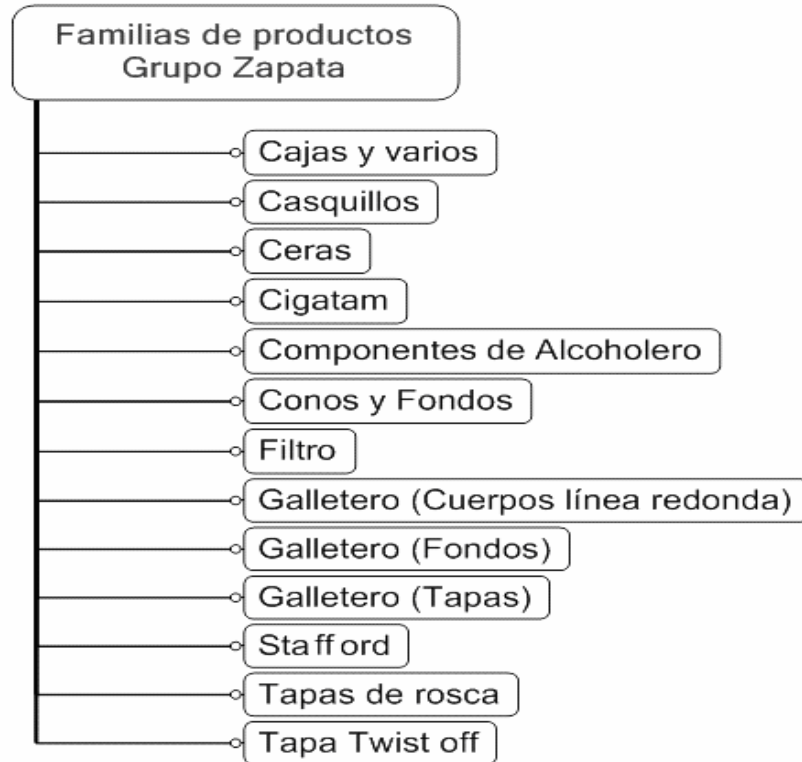 Familias de productos
Grupo Zapata
Cajas y varios
Casquillos
Ceras
Cigatam
Componentes de Alcoholero
Conos y Fondos
Filtro
Galletero (Cuerpos línea redonda)
Galletero (Fondos)
Galletero (Tapas)
Stafford
Tapas de rosca
Tapa Twist off